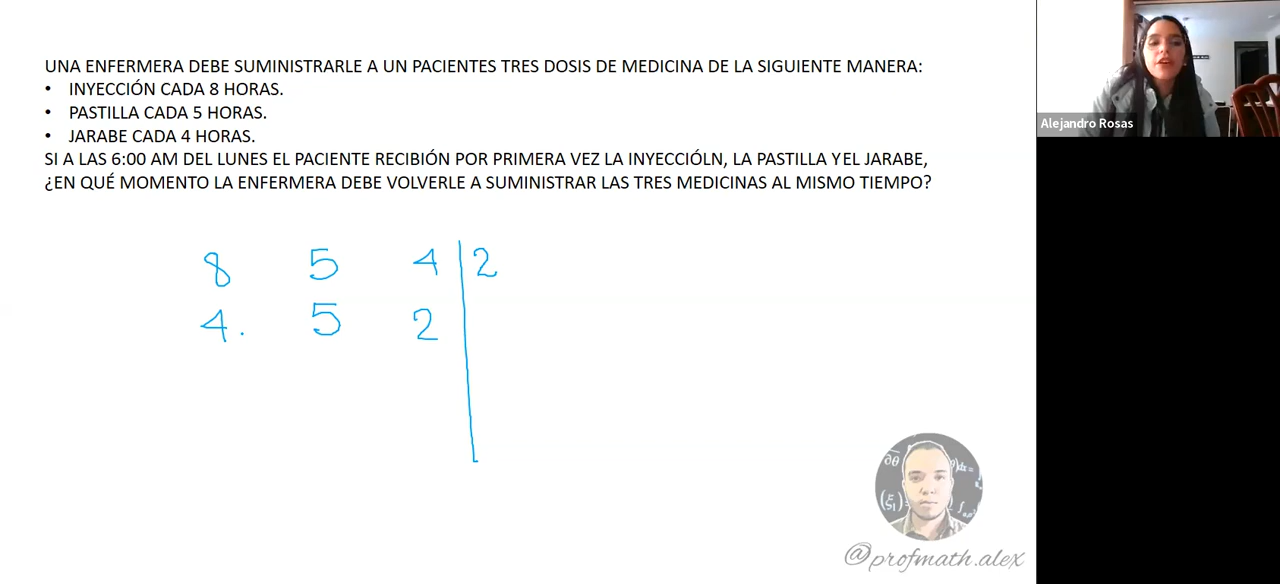 UNA ENFERMERA DEBE SUMINISTRARLE A UN PACIENTES TRES DOSIS DE MEDICINA DE LA SIGUIENTE MANERA:
• INYECCIÓN CADA 8 HORAS.
• PASTILLA CADA 5 HORAS.
• JARABE CADA 4 HORAS.
SI A LAS 6:00 AM DEL LUNES EL PACIENTE RECIBIÓN POR PRIMERA VEZ LA INYECCIÓLN, LA PASTILLA YEL JARABE,
¿EN QUÉ MOMENTO LA ENFERMERA DEBE VOLVERLE A SUMINISTRAR LAS TRES MEDICINAS AL MISMO TIEMPO?
8 5 4 | 2
4. 5 2
Alejandro Rosas
@profmath.alex